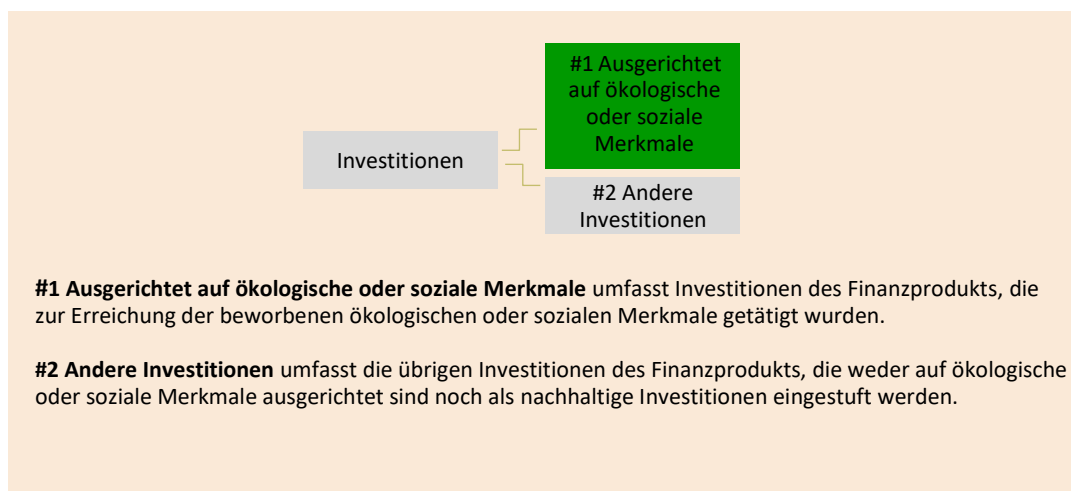 #1 Ausgerichtet
auf ökologische
oder soziale
Merkmale
Investitionen
#2 Andere
Investitionen
#1 Ausgerichtet auf ökologische oder soziale Merkmale umfasst Investitionen des Finanzprodukts, die
zur Erreichung der beworbenen ökologischen oder sozialen Merkmale getätigt wurden.
#2 Andere Investitionen umfasst die übrigen Investitionen des Finanzprodukts, die weder auf ökologische
oder soziale Merkmale ausgerichtet sind noch als nachhaltige Investitionen eingestuft werden.